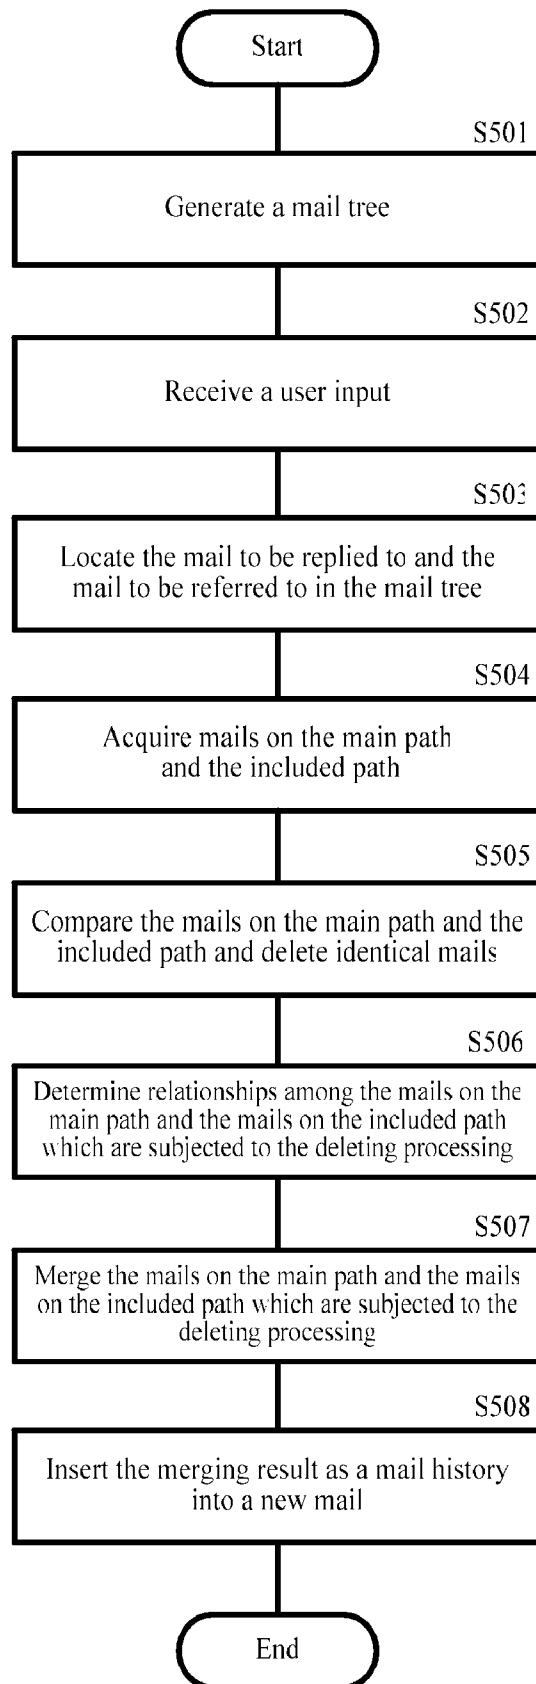 Start
S501
Generate a mail tree
S502
Receive a user input
S503
Locate the mail to be replied to and the
mail to be referred to in the mail tree
S504
Acquire mails on the main path
and the included path
S505
Compare the mails on the main path and the
included path and delete identical mails
S506
Determine relationships among the mails on the
main path and the mails on the included path
which are subjected to the deleting processing
S507
Merge the mails on the main path and the mails
on the included path which are subjected to the
deleting processing
S508
Insert the merging result as a mail history
into a new mail
End